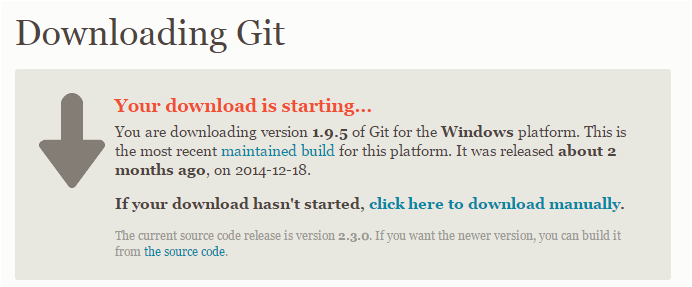 Downloading Git
Your download is starting...
You are downloading version 1.9.5 of Git for the Windows platform. This is
the most recent maintained build for this platform. It was released about 2
months ago, on 2014-12-18.
If your download hasn't started, click here to download manually.
The current source code release is version 2.3.0. If you want the newer version, you can build it
from the source code.